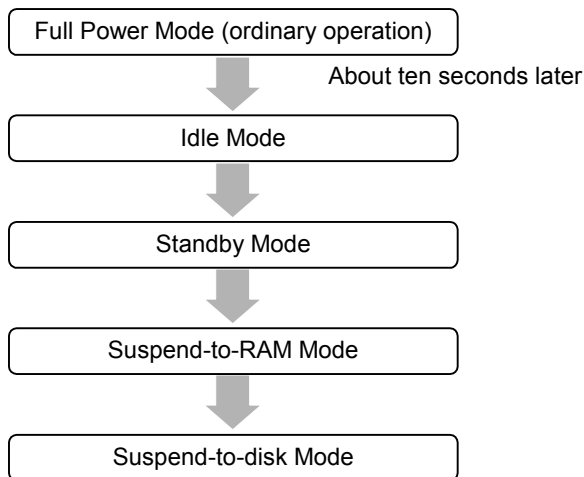 Full Power Mode (ordinary operation)
About ten seconds later
Idle Mode
Standby Mode
Suspend-to-RAM Mode
Suspend-to-disk Mode